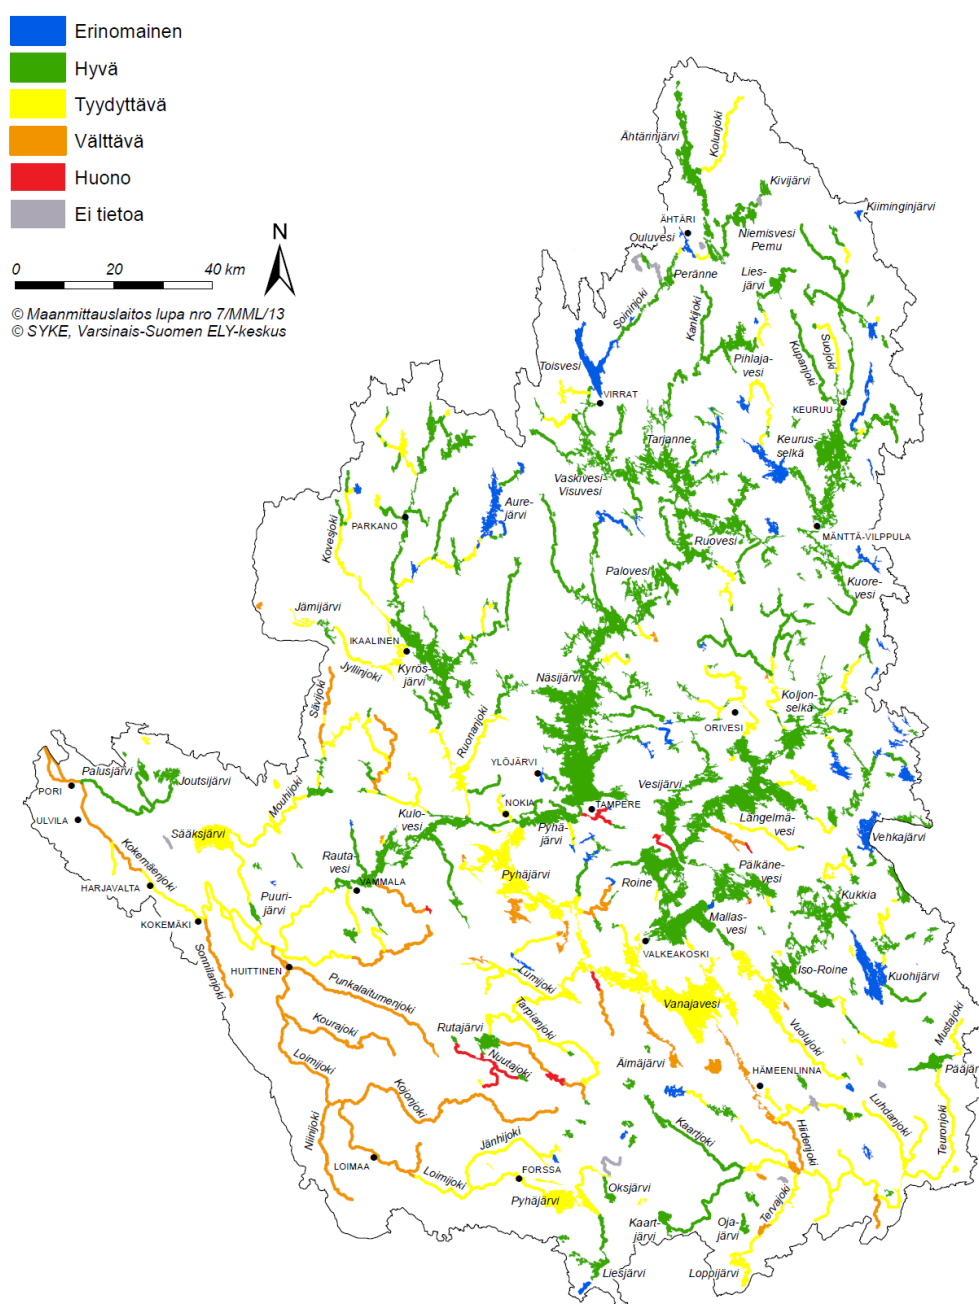 Erinomainen
Hyvä
Tyydyttävä
Välttävä
Huono
Ei tietoa
N
0 20 40 km
© Maanmittauslaitos lupa nro 7/MML/13
© SYKE, Varsinais-Suomen ELY-keskus
Ähtärinjärvi
Kolunjoki
Kivijärvi
Kiiminginjärvi
ÄHTÄRI
Ouluvesi
Niemisvesi
Pemu
Peränne
Lies-
järvi
Soininjoki
Kankijoki
Toisvesi
Pihlaja-
vesi
Kupanjoki
Suojoki
VIRRAT
KEURUU
Tarjanne
Keurus-
selkä
Vaskivesi-
Visuvesi
Aure-
järvi
PARKANO
Kovesjoki
MÄNTTÄ-VILPPULA
Ruovesi
Palovesi
Kuore-
vesi
Jämijärvi
IKAALINEN
Jyllinjoki
Kyrös-
järvi
Näsijärvi
Koljon-
selkä
Sävijoki
Ruonanjoki
ORIVESI
YLÖJÄRVI
Palusjärvi
Joutsijärvi
PORI
Mouhijoki
Vesijärvi
NOKIA
TAMPERE
ULVILA
Kulo-
vesi
Pyhä-
järvi
Längelmä-
vesi
Sääksjärvi
Vehkajärvi
Kokemäenjoki
Rauta-
vesi
Pälkäne-
vesi
Pyhäjärvi
Roine
HARJAVALTA
VAMMALA
Kukkia
Puuri-
järvi
Mallas-
vesi
KOKEMÄKI
VALKEAKOSKI
Sonnilanjoki
HUITTINEN
Iso-Roine
Kuohijärvi
Punkalaitumenjoki
Lumijoki
Vanajavesi
Tarpianjoki
Kourajoki
Rutajärvi
Vuolujoki
Mustajoki
Loimijoki
Nuutajoki
Äimäjärvi
HÄMEENLINNA
Pääjär
Kojonjoki
Luhdanjoki
Niinijoki
Kaartjoki
Hiidenjoki
Teuronjoki
Jänhijoki
LOIMAA
Loimijoki
FORSSA
Pyhäjärvi
Oksjärvi
Tervajoki
Kaart-
järvi
Oja-
järvi
Liesjärvi
Loppijärvi